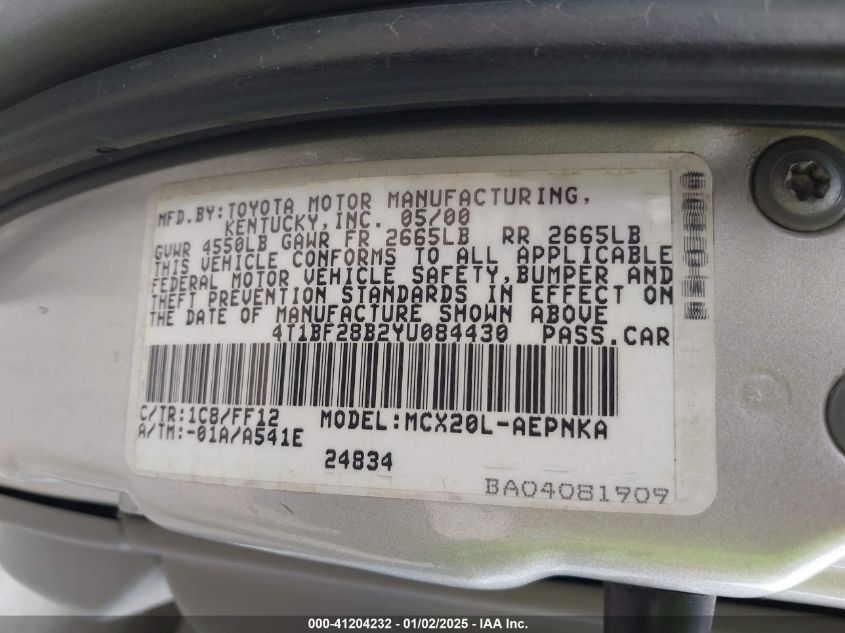 MFD.BY:TOYOTA MOTOR MANUFACTURING,
KENTUCKY,INC. 05/00
GVWR 4550LB GAWR FR 2665LB RR 2665LB
THIS VEHICLE CONFORMS TO ALL APPLICABLE
FEDERAL MOTOR VEHICLE SAFETY,BUMPER AND
THEFT PREVENTION STANDARDS IN EFFECT ON
THE DATE OF MANUFACTURE SHOWN ABOVE
4T1BF28B2YU084430 PASS.CAR
C/TR:1C8/FF12 MODEL:MCX20L-AEPNKA
A/TM:-01A/A541E
24834
BA04081909
000-41204232 - 01/02/2025 - IAA Inc.